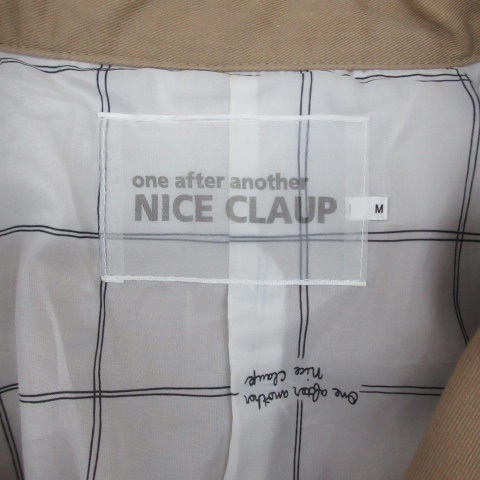 one after another
NICE CLAUP
M
One after another
Nice Claup